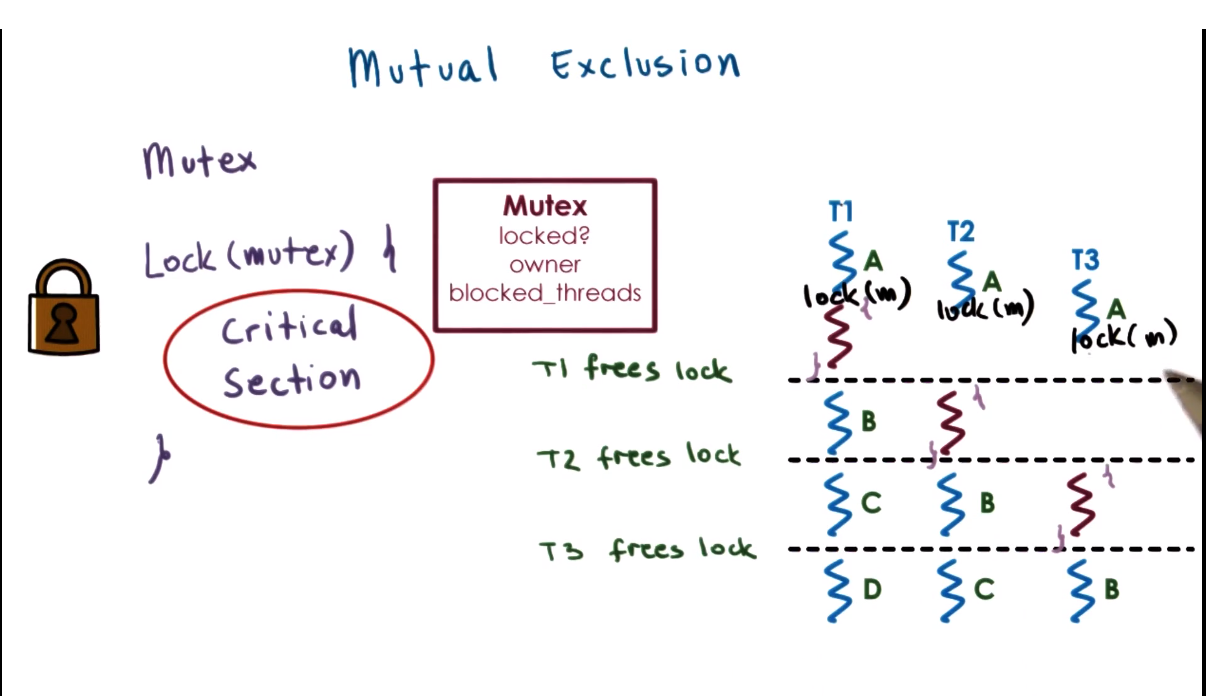 Mutual Exclusion
Mutex
Lock (mutex) {
Critical
Section
}
Mutex
locked?
owner
blocked_threads
T1
A
lock(m)
{
}
T2
A
lock(m)
T3
A
lock(m)
T1 frees lock
B
{
}
T2 frees lock
C
B
{
}
T3 frees lock
D
C
B